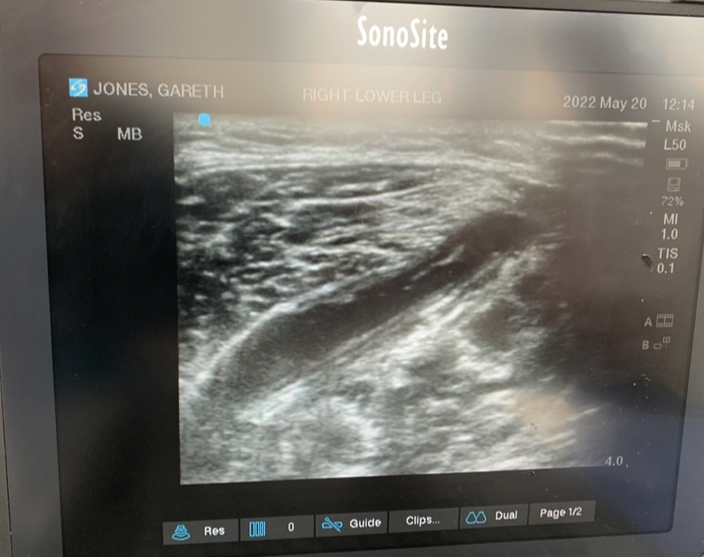 SonoSite
JONES, GARETH RIGHT LOWER LEG 2022 May 20 12:14
Res
S MB
Msk
L50
72%
MI
1.0
TIS
0.1
A
B
4.0
Res 0 Guide Clips... Dual Page 1/2